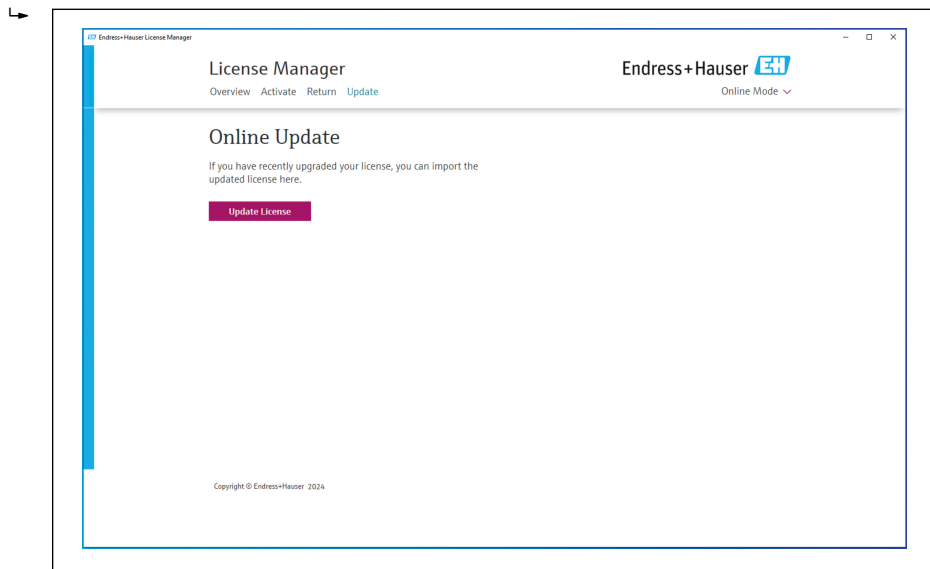 Endress+Hauser License Manager
License Manager
Endress+Hauser EH
Overview Activate Return Update
Online Mode
Online Update
If you have recently upgraded your license, you can import the
updated license here.
Update License
Copyright © Endress+Hauser 2024